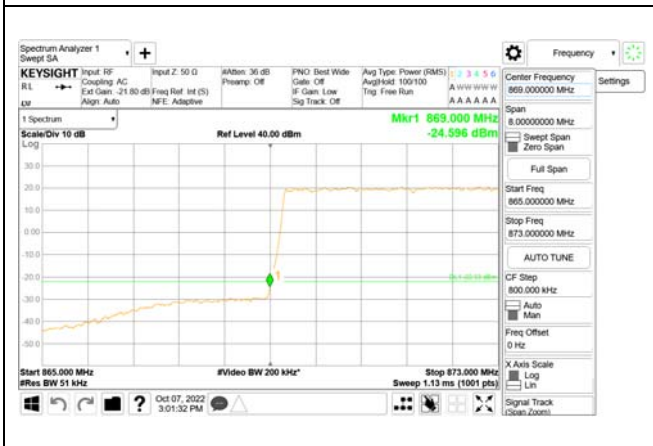 Spectrum Analyzer 1
Swept SA
Frequency
KEYSIGHT Input: RF Input Z: 50 Ω #Atten: 36 dB PNO: Best Wide Avg Type: Power (RMS) 1 2 3 4 5 6
RL Coupling: AC Preamp: Off Gate: Off Avg|Hold: 100/100 A W W W W W
Ext Gain: -21.80 dB Freq Ref: Int (S) IF Gain: Low Trig: Free Run
Align: Auto NFE: Adaptive Sig Track: Off A A A A A A
1 Spectrum
Scale/Div 10 dB Ref Level 40.00 dBm
Mkr1 869.000 MHz
-24.596 dBm
Log
30.0
20.0
10.0
0.00
-10.0
-20.0
-30.0
-40.0
-50.0
1
Start 865.000 MHz #Video BW 200 kHz* Stop 873.000 MHz
#Res BW 51 kHz Sweep 1.13 ms (1001 pts)
?
Oct 07, 2022
3:01:32 PM
Settings
Center Frequency
869.000000 MHz
Span
8.00000000 MHz
Swept Span
Zero Span
Full Span
Start Freq
865.000000 MHz
Stop Freq
873.000000 MHz
AUTO TUNE
CF Step
800.000 kHz
Auto
Man
Freq Offset
0 Hz
X Axis Scale
Log
Lin
Signal Track
(Span Zoom)